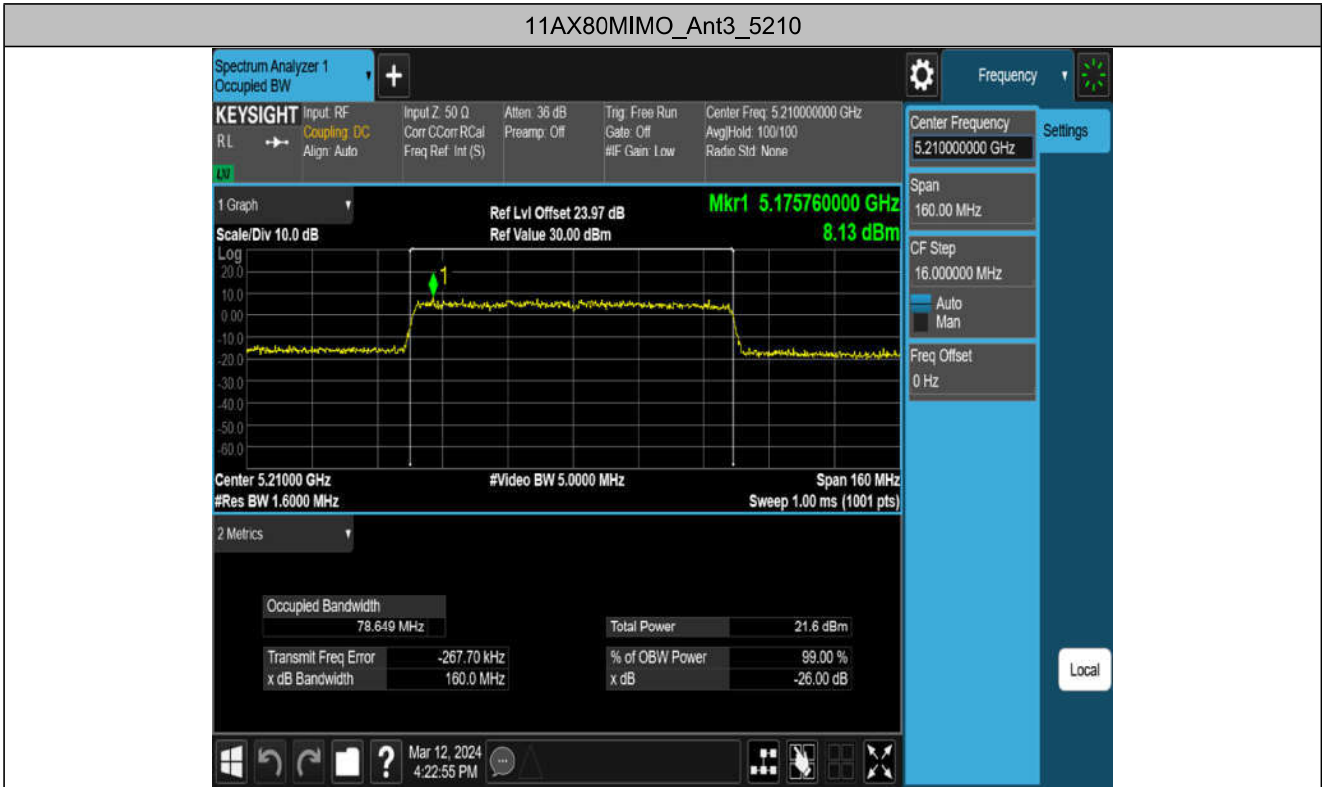 11AX80MIMO_Ant3_5210
Spectrum Analyzer 1
Occupied BW
+
Frequency
KEYSIGHT
R L
LXI
Input: RF
Coupling: DC
Align: Auto
Input Z: 50 Ω
Corr CCorr RCal
Freq Ref: Int (S)
Atten: 36 dB
Preamp: Off
Trig: Free Run
Gate: Off
#IF Gain: Low
Center Freq: 5.210000000 GHz
Avg|Hold: 100/100
Radio Std: None
Center Frequency
5.210000000 GHz
Settings
Span
160.00 MHz
CF Step
16.000000 MHz
Auto
Man
Freq Offset
0 Hz
Local
1 Graph
Scale/Div 10.0 dB
Ref Lvl Offset 23.97 dB
Ref Value 30.00 dBm
Mkr1 5.175760000 GHz
8.13 dBm
Log
20.0
10.0
0.00
-10.0
-20.0
-30.0
-40.0
-50.0
-60.0
1
Center 5.21000 GHz
#Res BW 1.6000 MHz
#Video BW 5.0000 MHz
Span 160 MHz
Sweep 1.00 ms (1001 pts)
2 Metrics
Occupied Bandwidth
78.649 MHz
Total Power 21.6 dBm
Transmit Freq Error -267.70 kHz
% of OBW Power 99.00 %
x dB Bandwidth 160.0 MHz
x dB -26.00 dB
?
Mar 12, 2024
4:22:55 PM